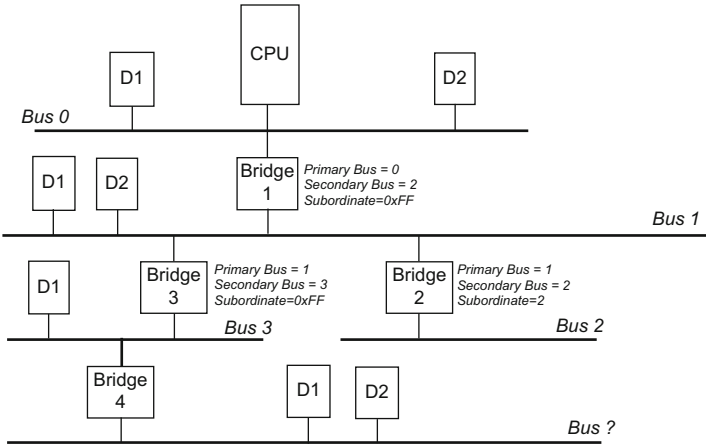 CPU
D1
D2
Bus 0
Bridge
1
Primary Bus = 0
Secondary Bus = 2
Subordinate=0xFF
D1
D2
Bus 1
D1
Bridge
3
Primary Bus = 1
Secondary Bus = 3
Subordinate=0xFF
Bridge
2
Primary Bus = 1
Secondary Bus = 2
Subordinate=2
Bus 3
Bus 2
Bridge
4
D1
D2
Bus ?